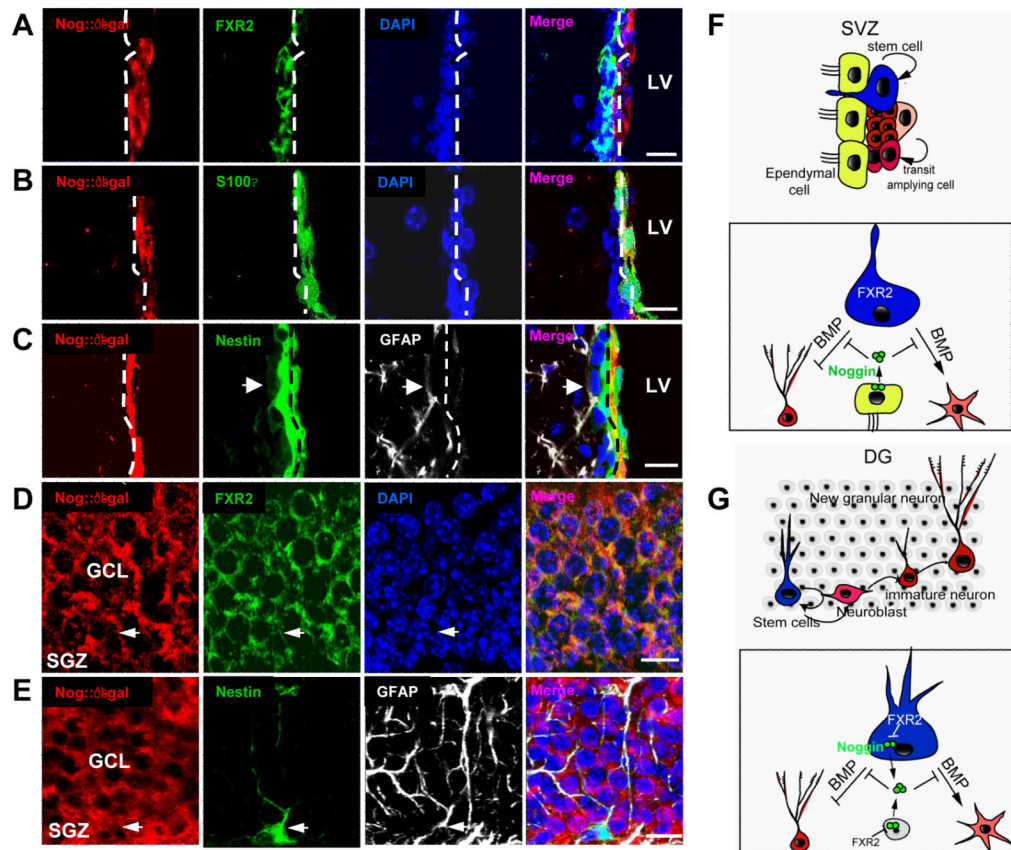 A
Nog::
FXR2
DAPI
Merge
LV
B
Nog::
S100?
DAPI
Merge
LV
C
Nog::
Nestin
GFAP
Merge
LV
D
Nog::
FXR2
DAPI
Merge
GCL
SGZ
E
Nog::
Nestin
GFAP
Merge
GCL
SGZ
F
SVZ
stem cell
Ependymal
cell
transit
amplying cell
FXR2
BMP
BMP
Noggin
G
DG
New granular neuron
immature neuron
Neuroblast
Stem cells
FXR2
Noggin
BMP
BMP
FXR2